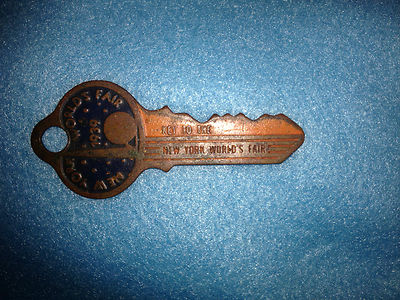 NEW YORK WORLD'S FAIR
1939
KEY TO THE
NEW YORK WORLD'S FAIR